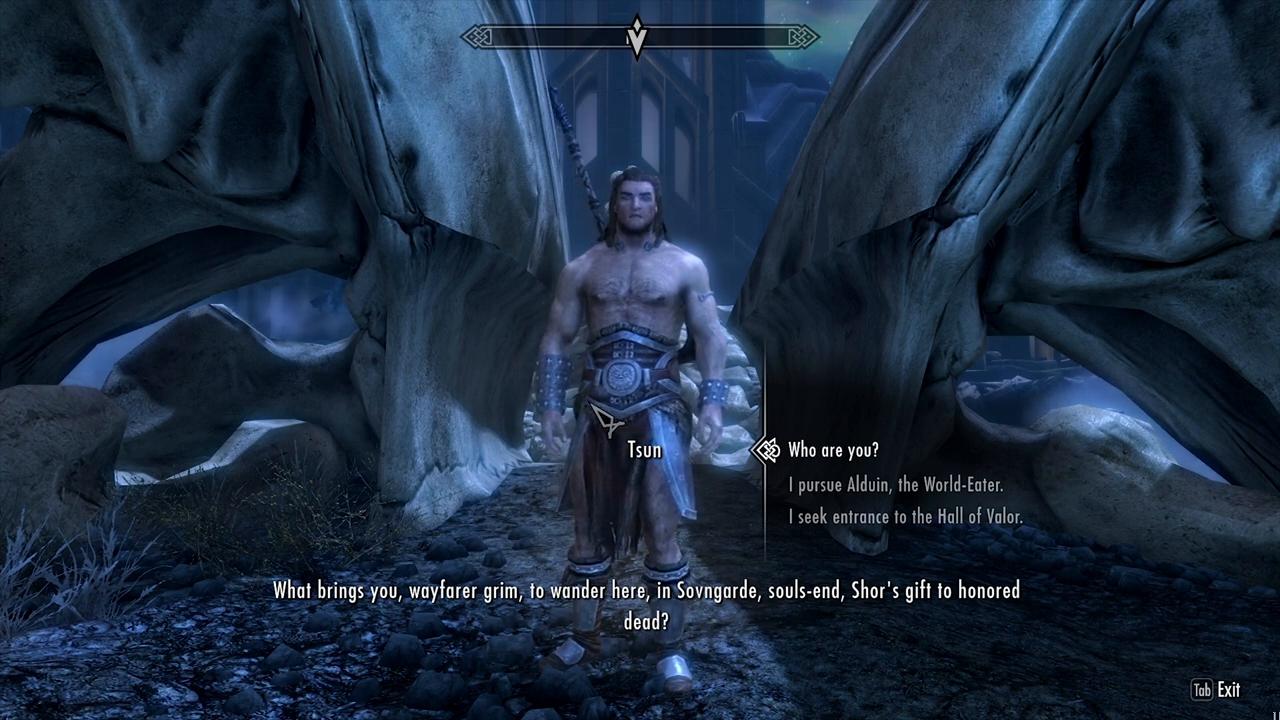 Tsun
Who are you?
I pursue Alduin, the World-Eater.
I seek entrance to the Hall of Valor.
What brings you, wayfarer grim, to wander here, in Sovngarde, souls-end, Shor's gift to honored
dead?
Tab Exit